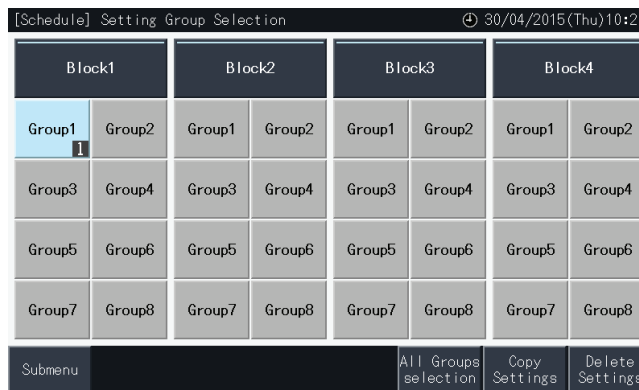 [Schedule] Setting Group Selection 30/04/2015(Thu)10:2
Block1 Block2 Block3 Block4
Group1 Group2 Group1 Group2 Group1 Group2 Group1 Group2
1
Group3 Group4 Group3 Group4 Group3 Group4 Group3 Group4
Group5 Group6 Group5 Group6 Group5 Group6 Group5 Group6
Group7 Group8 Group7 Group8 Group7 Group8 Group7 Group8
Submenu All Groups Copy Delete
selection Settings Settings